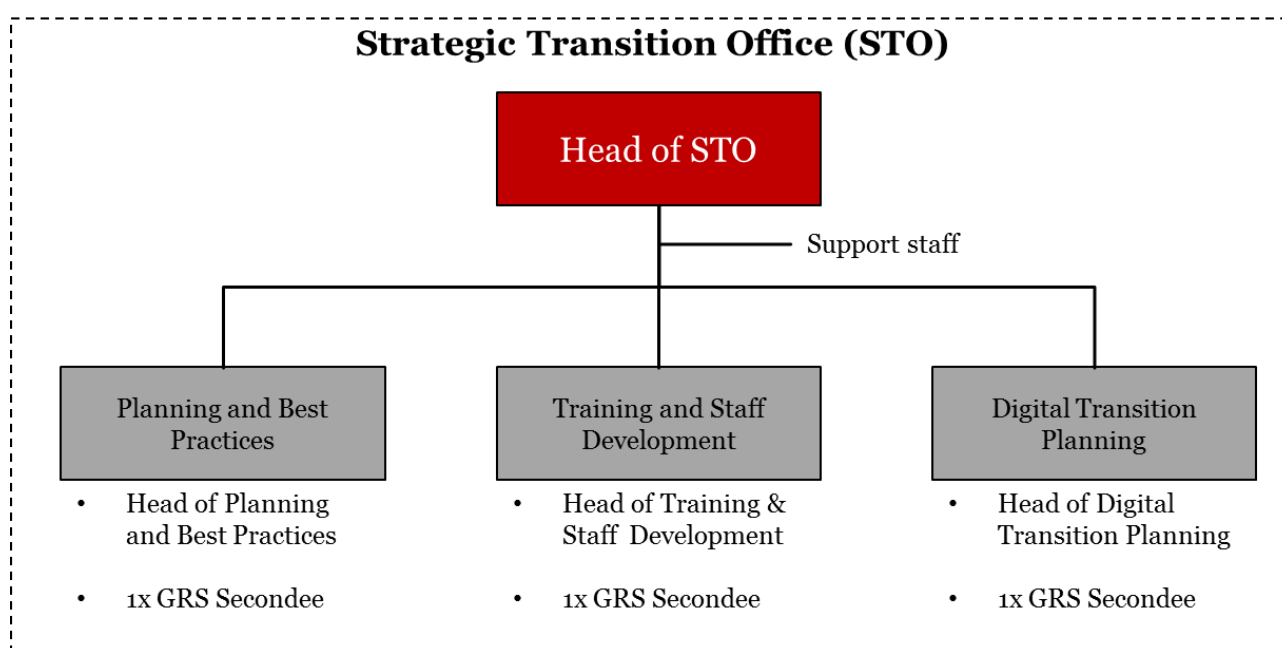 Strategic Transition Office (STO)
Head of STO
Support staff
Planning and Best
Practices
• Head of Planning
and Best Practices
• 1x GRS Secondee
Training and Staff
Development
• Head of Training &
Staff Development
• 1x GRS Secondee
Digital Transition
Planning
• Head of Digital
Transition Planning
• 1x GRS Secondee